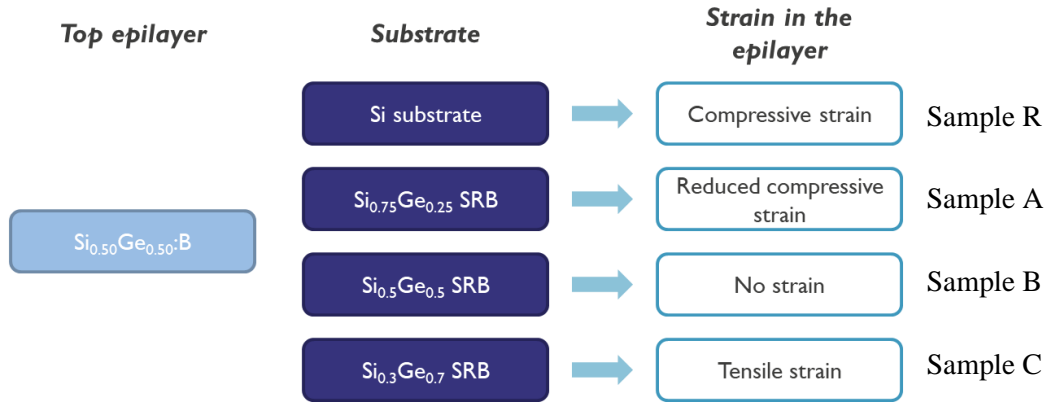 Top epilayer
Substrate
Strain in the
epilayer
Si substrate
Compressive strain
Sample R
Si0.75Ge0.25 SRB
Reduced compressive
strain
Sample A
Si0.50Ge0.50:B
Si0.5Ge0.5 SRB
No strain
Sample B
Si0.3Ge0.7 SRB
Tensile strain
Sample C